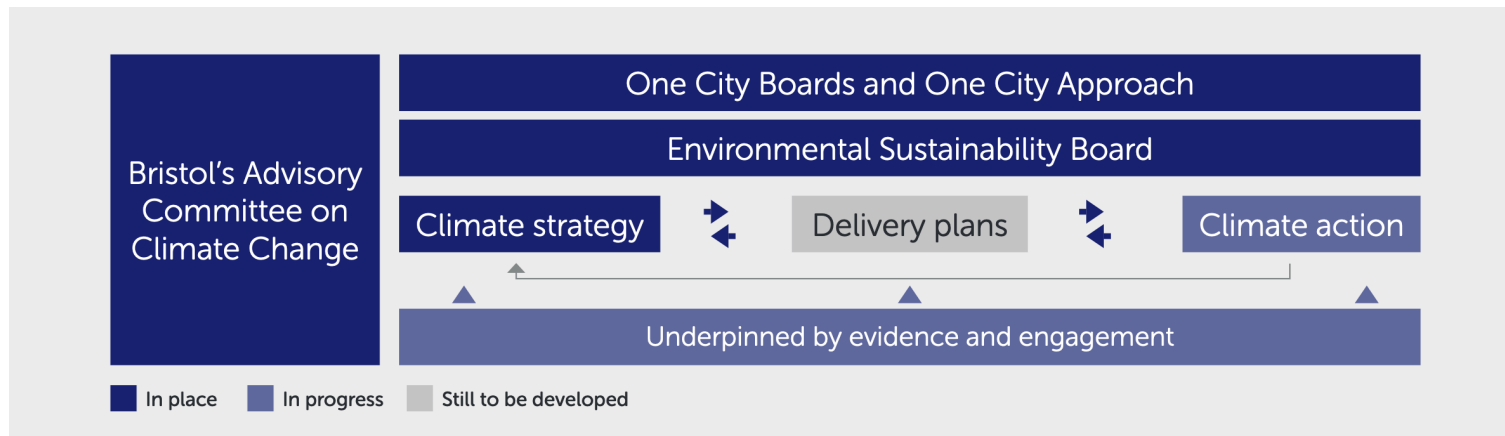 Bristol’s Advisory
Committee on
Climate Change
One City Boards and One City Approach
Environmental Sustainability Board
Climate strategy
Delivery plans
Climate action
Underpinned by evidence and engagement
In place
In progress
Still to be developed